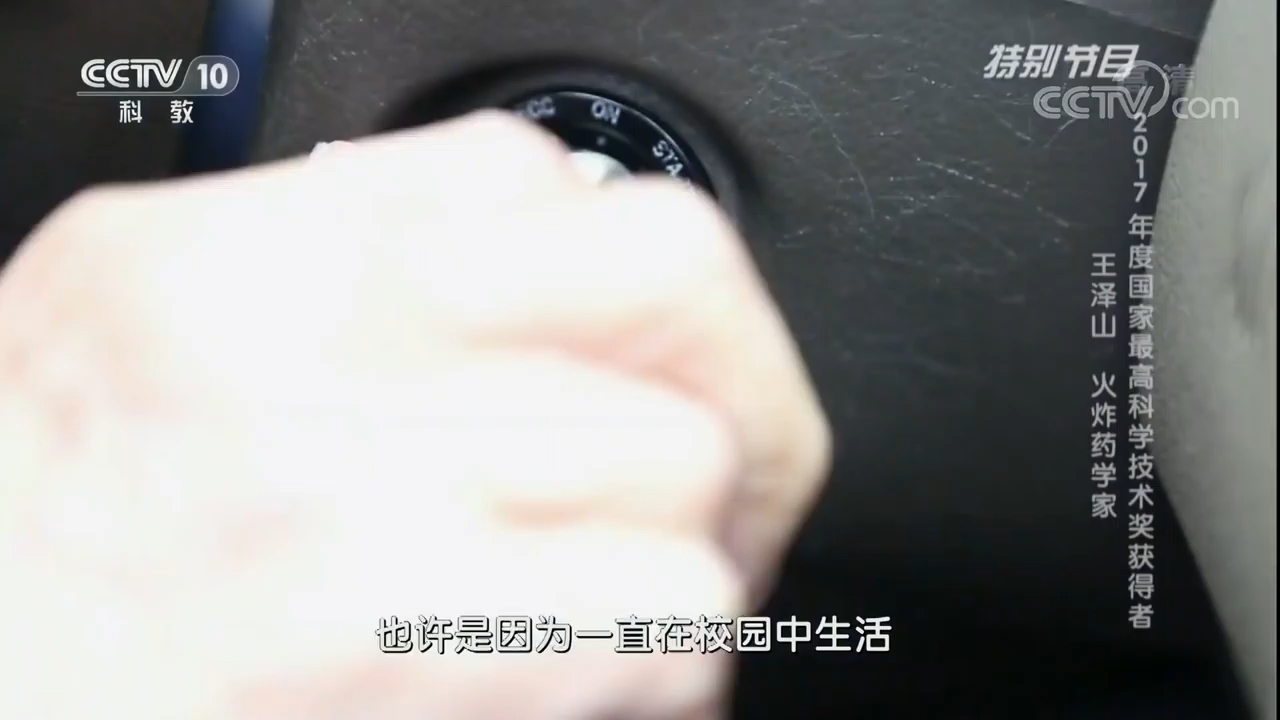 CCTV 10
科教
特别节目
高清
CCTV.com
ON
2017年度国家最高科学技术奖获得者
王泽山 火炸药学家
也许是因为一直在校园中生活